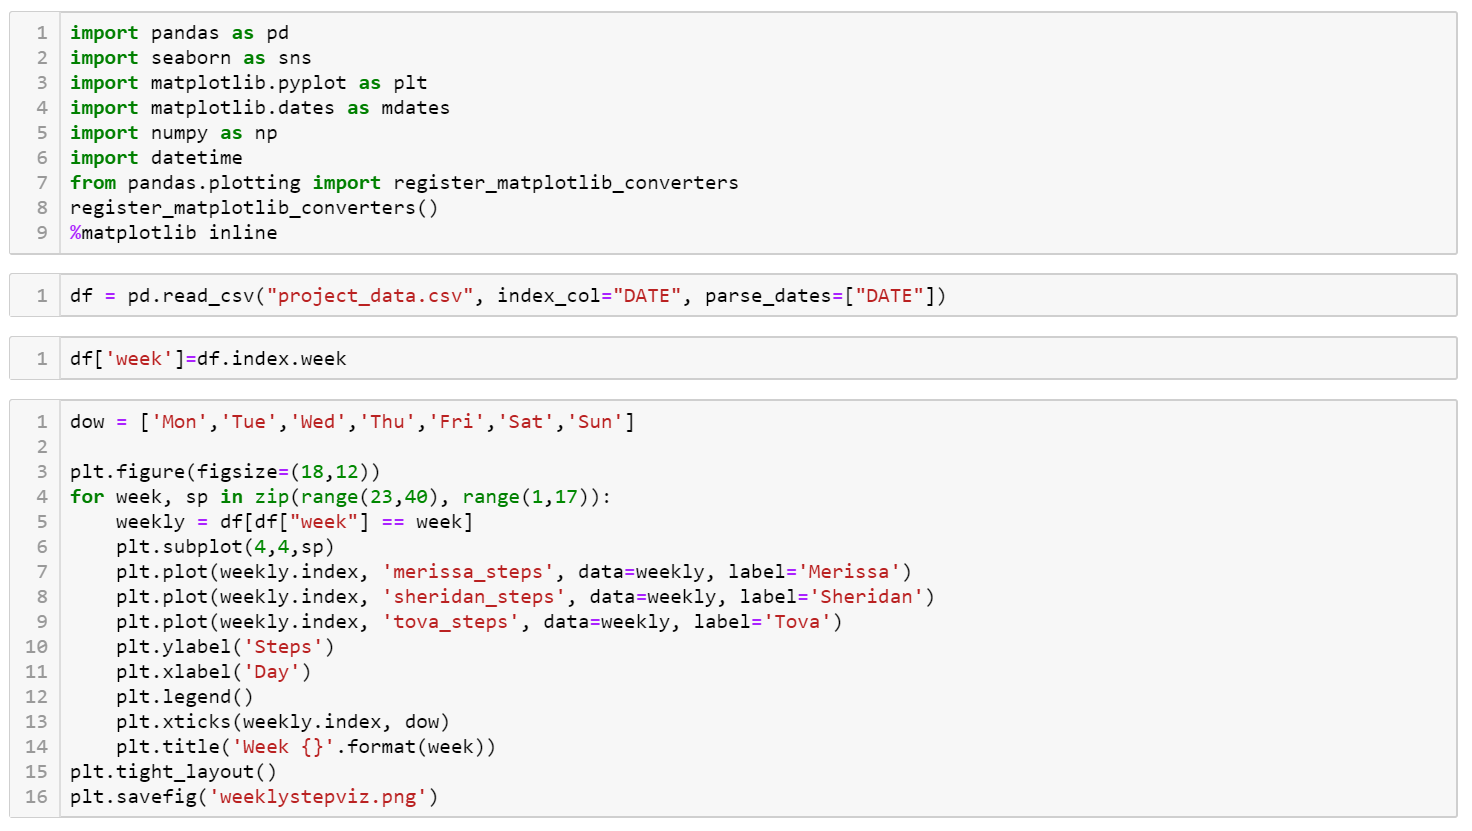 1 import pandas as pd
2 import seaborn as sns
3 import matplotlib.pyplot as plt
4 import matplotlib.dates as mdates
5 import numpy as np
6 import datetime
7 from pandas.plotting import register_matplotlib_converters
8 register_matplotlib_converters()
9 %matplotlib inline
1 df = pd.read_csv("project_data.csv", index_col="DATE", parse_dates=["DATE"])
1 df['week']=df.index.week
1 dow = ['Mon','Tue','Wed','Thu','Fri','Sat','Sun']
2
3 plt.figure(figsize=(18,12))
4 for week, sp in zip(range(23,40), range(1,17)):
5     weekly = df[df["week"] == week]
6     plt.subplot(4,4,sp)
7     plt.plot(weekly.index, 'merissa_steps', data=weekly, label='Merissa')
8     plt.plot(weekly.index, 'sheridan_steps', data=weekly, label='Sheridan')
9     plt.plot(weekly.index, 'tova_steps', data=weekly, label='Tova')
10     plt.ylabel('Steps')
11     plt.xlabel('Day')
12     plt.legend()
13     plt.xticks(weekly.index, dow)
14     plt.title('Week {}'.format(week))
15 plt.tight_layout()
16 plt.savefig('weeklystepviz.png')